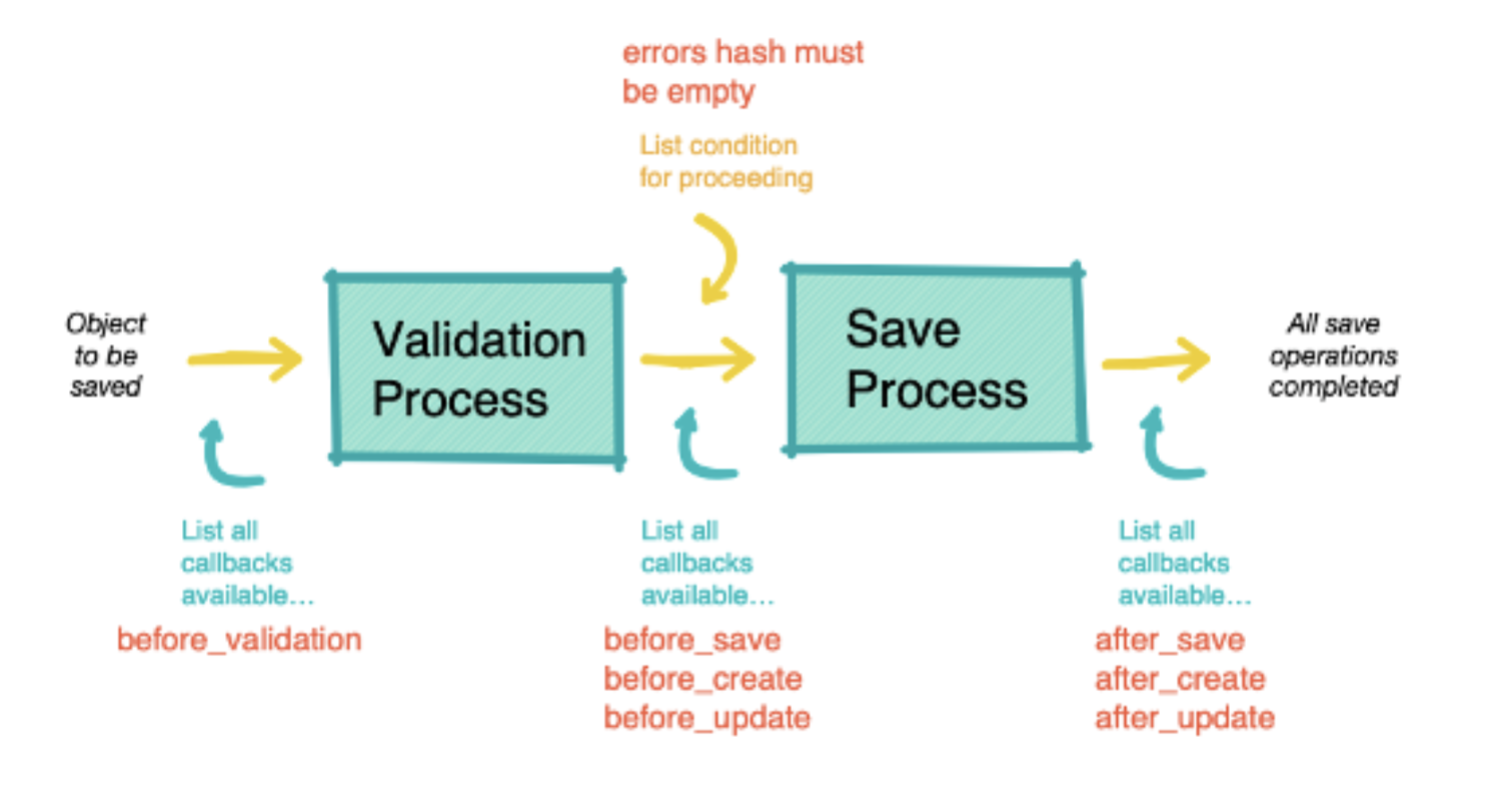 errors hash must
be empty
List condition
for proceeding
Object
to be
saved
Validation
Process
Save
Process
All save
operations
completed
List all
callbacks
available...
before_validation
List all
callbacks
available...
before_save
before_create
before_update
List all
callbacks
available...
after_save
after_create
after_update